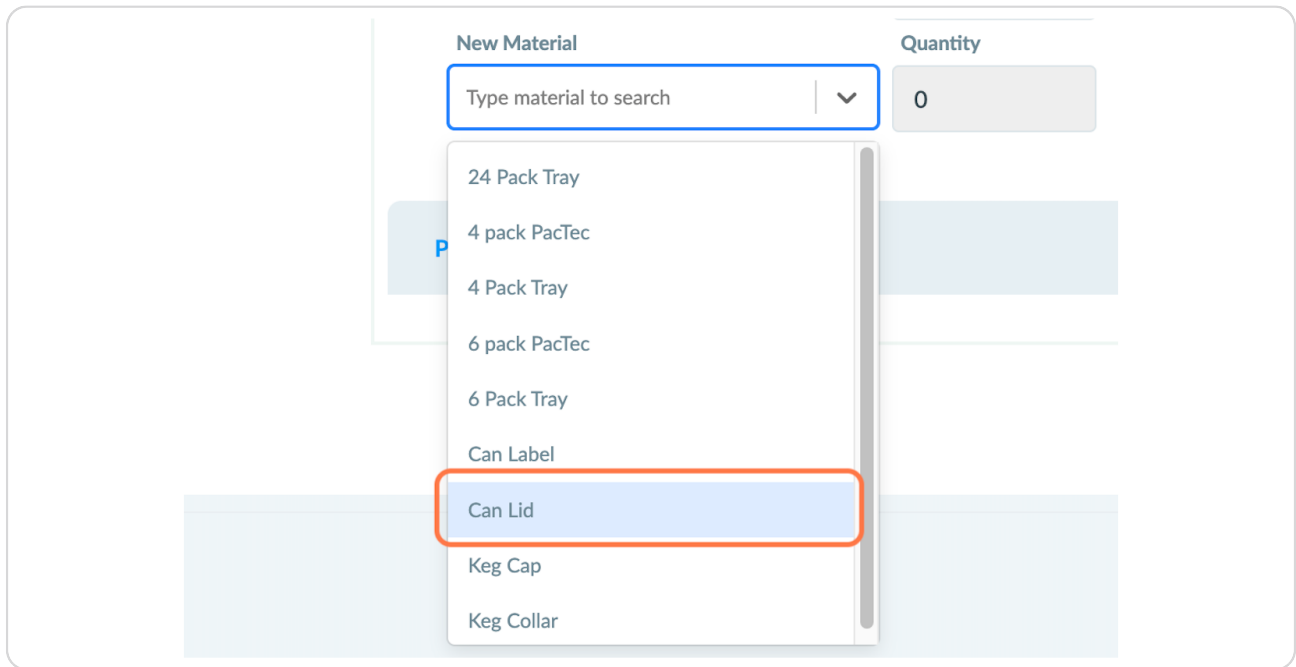 New Material
Quantity
Type material to search
0
24 Pack Tray
4 pack PacTec
P
4 Pack Tray
6 pack PacTec
6 Pack Tray
Can Label
Can Lid
Keg Cap
Keg Collar